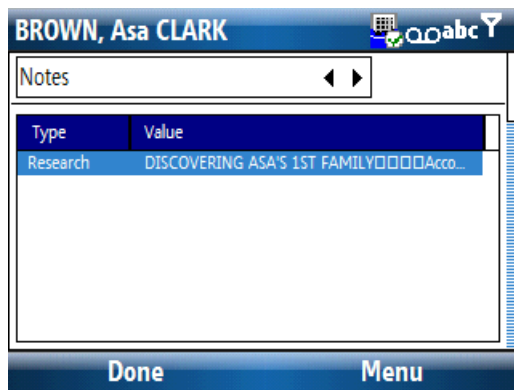 BROWN, Asa CLARK abc
Notes
Type Value
Research DISCOVERING ASA'S 1ST FAMILY□□□□Acco...
Done Menu